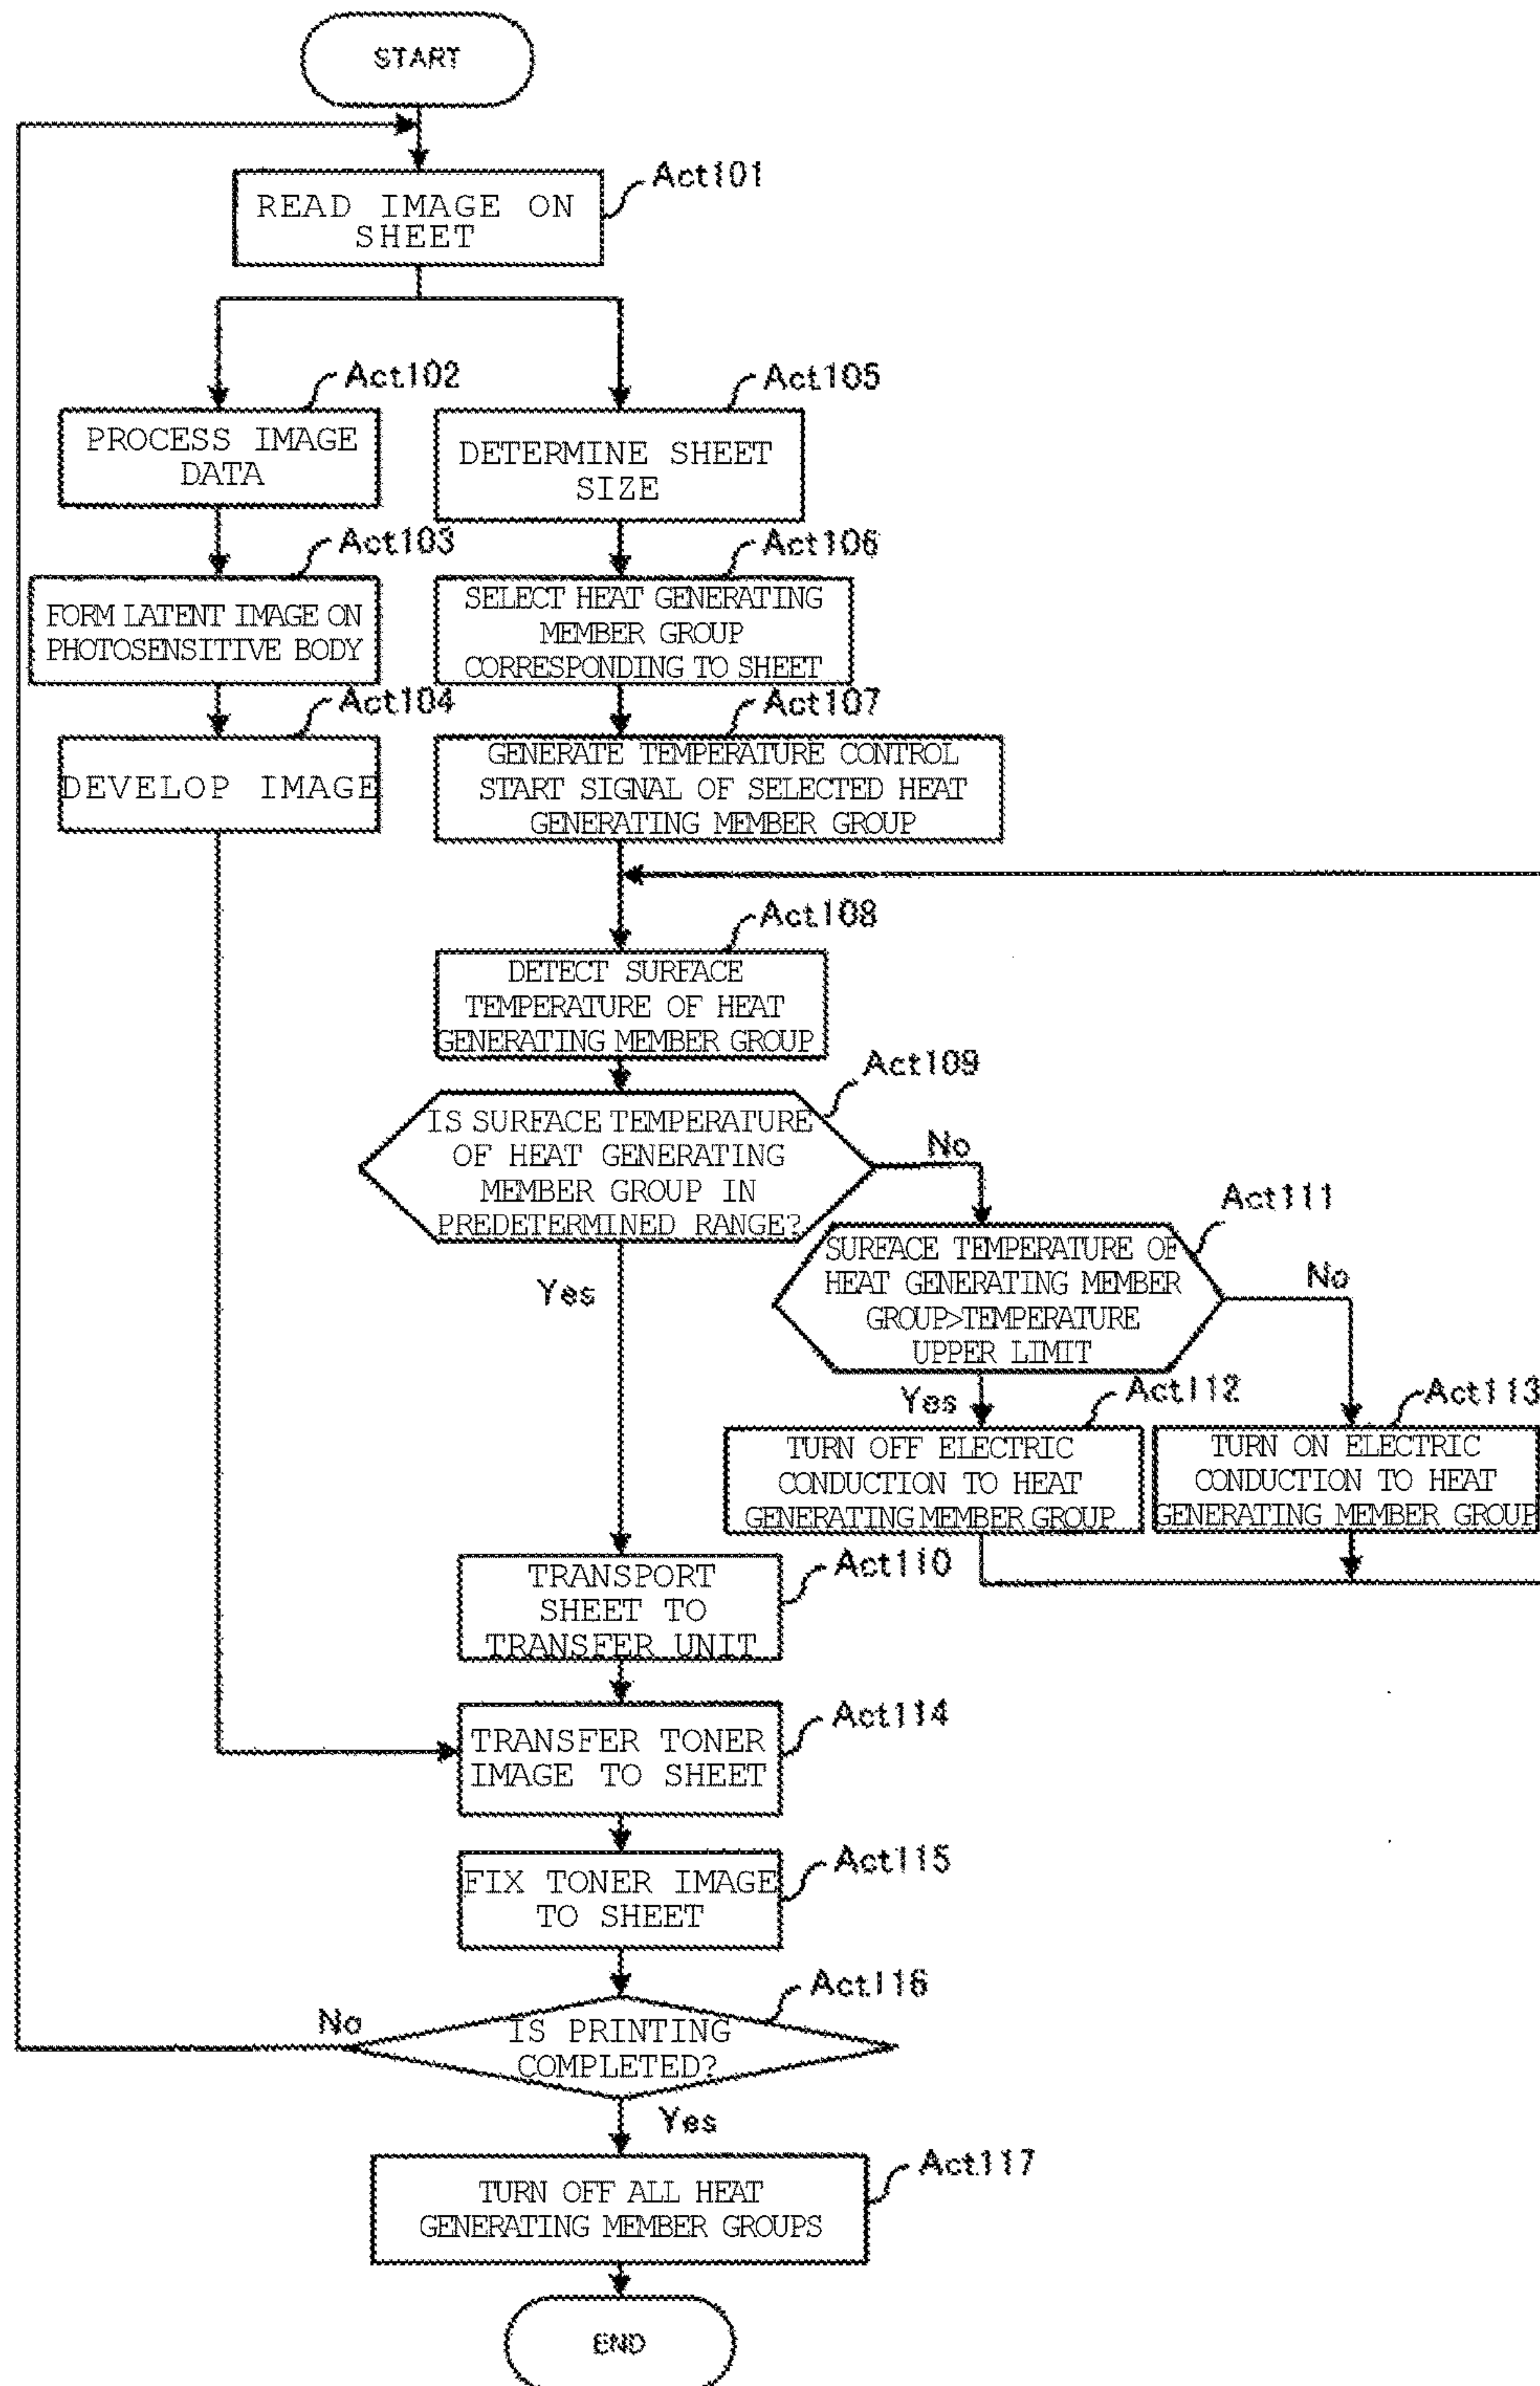 START
Act101
READ IMAGE ON
SHEET
Act102
PROCESS IMAGE
DATA
Act103
FORM LATENT IMAGE ON
PHOTOSENSITIVE BODY
Act104
DEVELOP IMAGE
Act105
DETERMINE SHEET
SIZE
Act106
SELECT HEAT GENERATING
MEMBER GROUP
CORRESPONDING TO SHEET
Act107
GENERATE TEMPERATURE CONTROL
START SIGNAL OF SELECTED HEAT
GENERATING MEMBER GROUP
Act108
DETECT SURFACE
TEMPERATURE OF HEAT
GENERATING MEMBER GROUP
Act109
IS SURFACE TEMPERATURE
OF HEAT GENERATING
MEMBER GROUP IN
PREDETERMINED RANGE?
No
Yes
Act111
SURFACE TEMPERATURE OF
HEAT GENERATING MEMBER
GROUP>TEMPERATURE
UPPER LIMIT
No
Yes
Act112
TURN OFF ELECTRIC
CONDUCTION TO HEAT
GENERATING MEMBER GROUP
Act113
TURN ON ELECTRIC
CONDUCTION TO HEAT
GENERATING MEMBER GROUP
Act110
TRANSPORT
SHEET TO
TRANSFER UNIT
Act114
TRANSFER TONER
IMAGE TO SHEET
Act115
FIX TONER IMAGE
TO SHEET
Act116
IS PRINTING
COMPLETED?
No
Yes
Act117
TURN OFF ALL HEAT
GENERATING MEMBER GROUPS
END